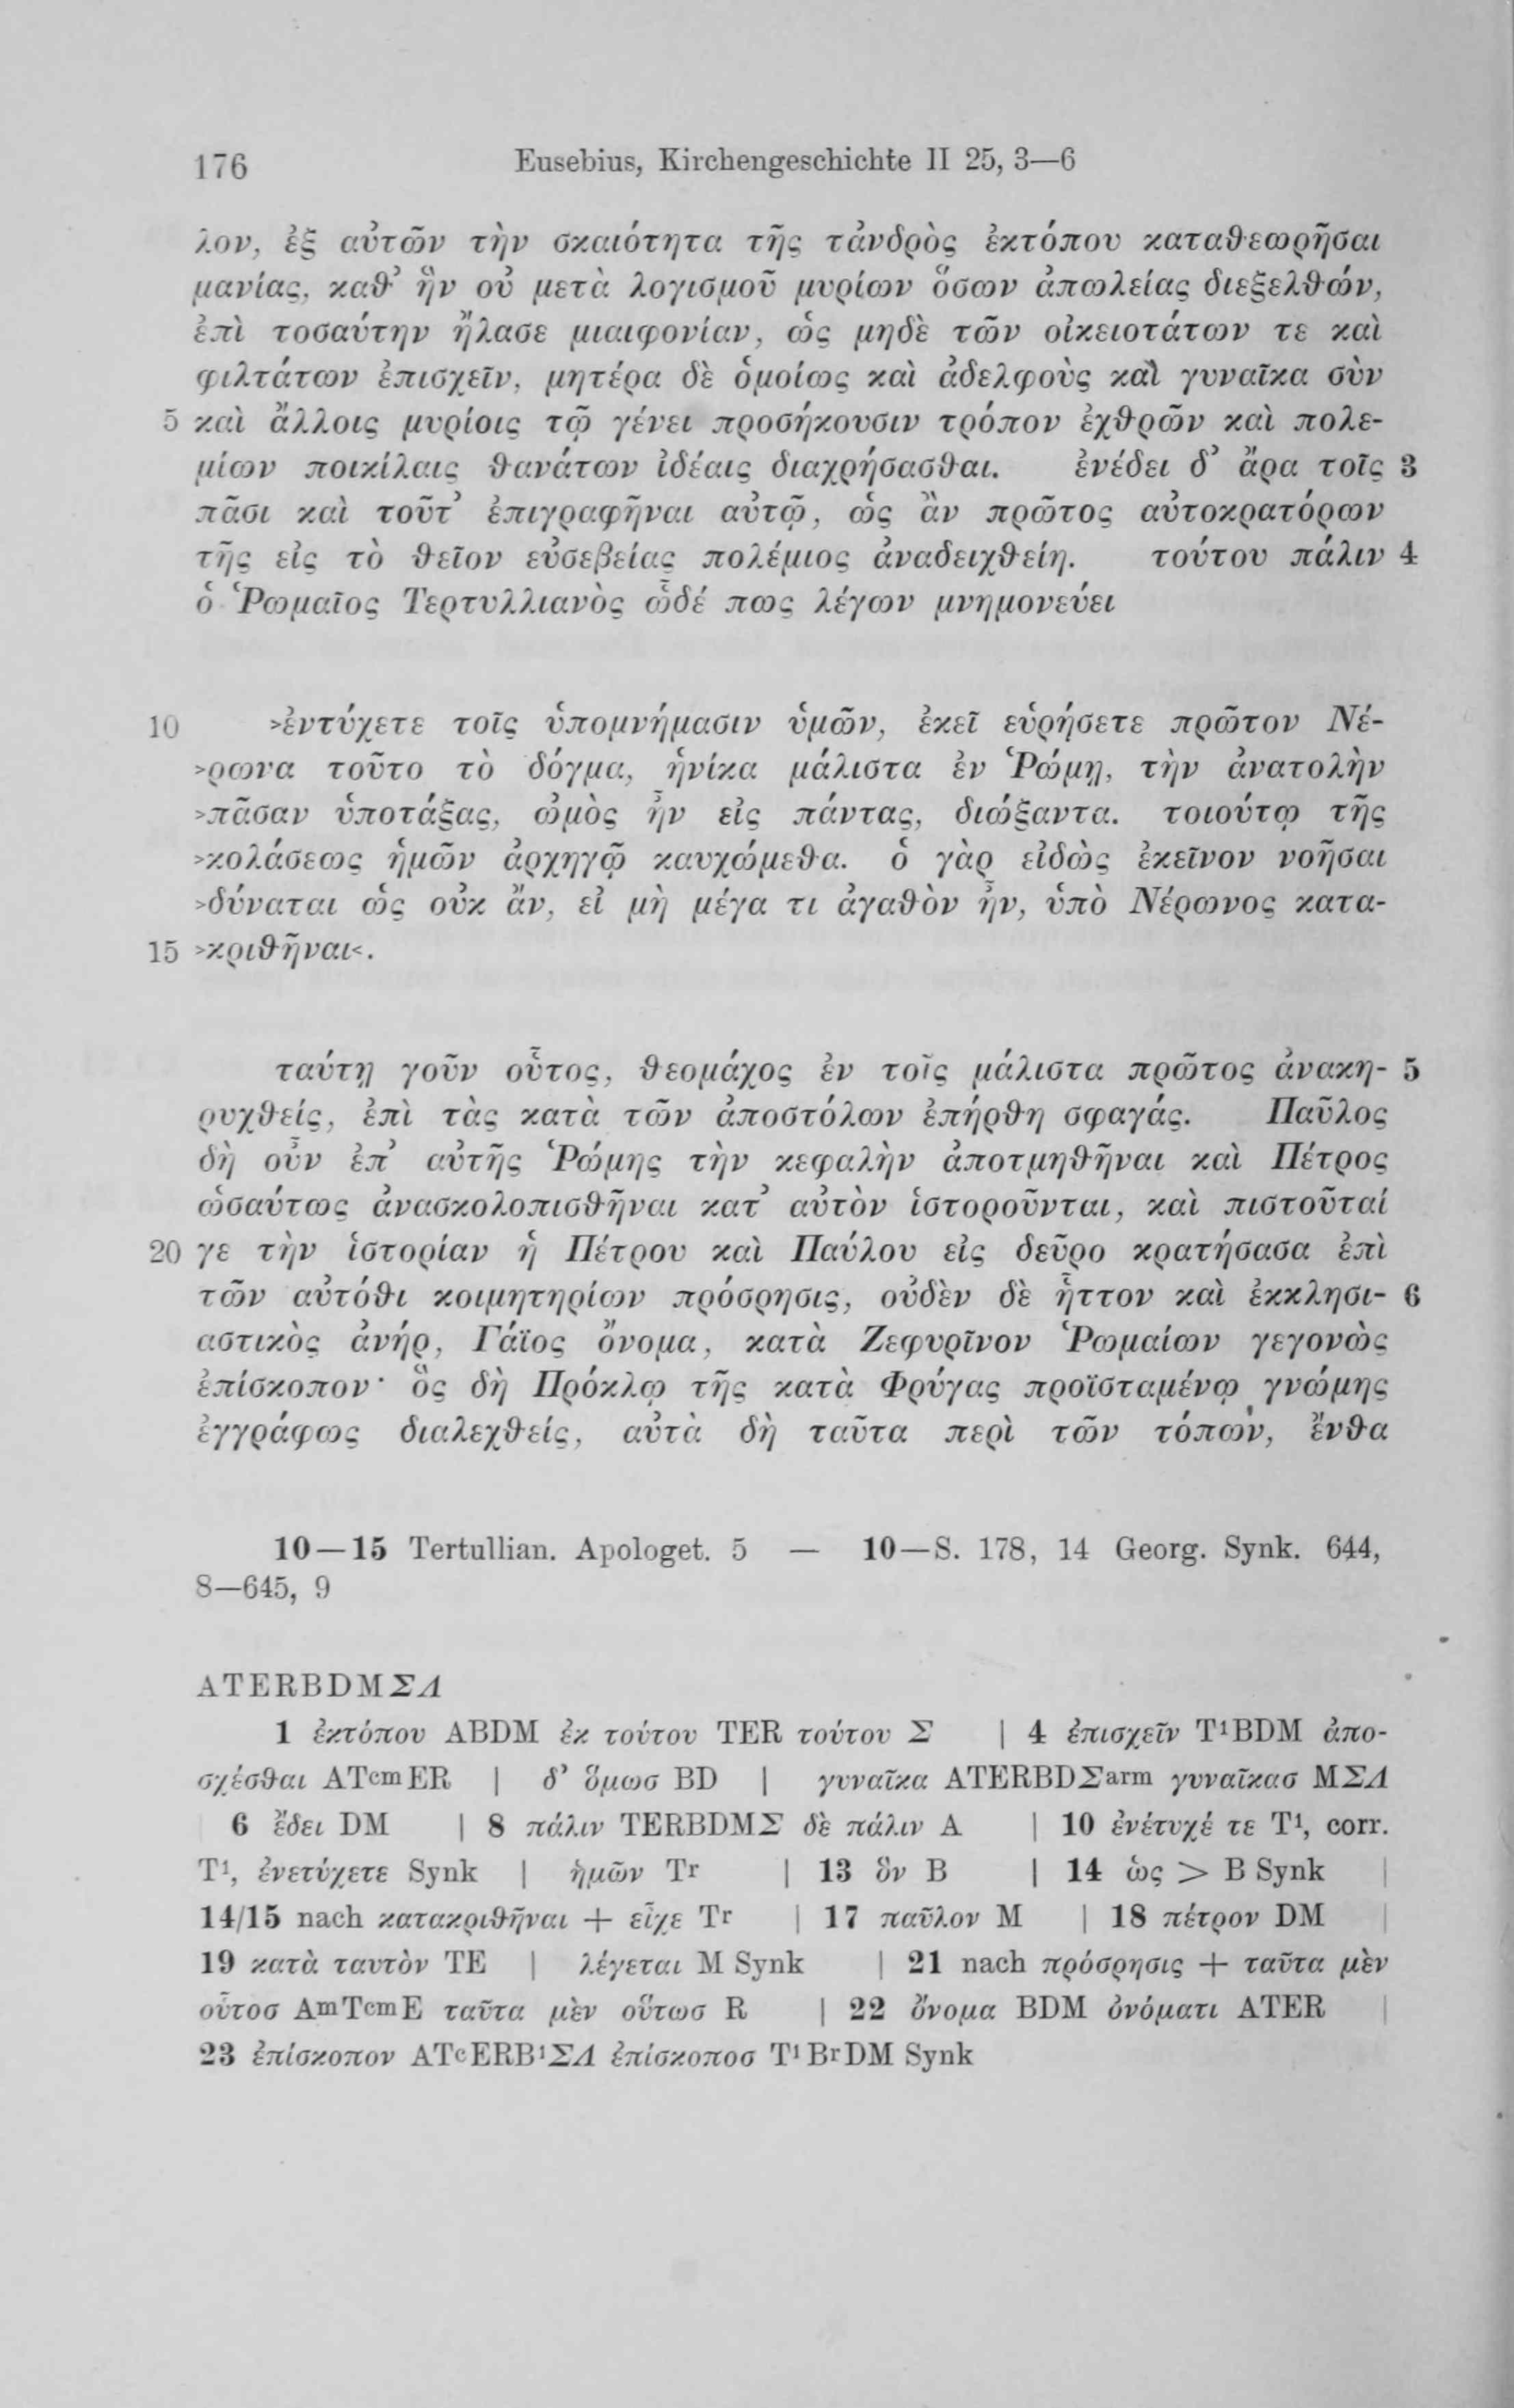 176 Eusebius, Kirchengeschichte II 25, 3—6
λον, ἐξ αὐτῶν τὴν σκαιότητα τῆς τἀνδρὸς ἐκτόπου καταθεωρῆσαι
μανίας, καθ’ ἣν οὐ μετὰ λογισμοῦ μυρίων ὅσων ἀπωλείας διεξελθών,
ἐπὶ τοσαύτην ἤλασε μιαιφονίαν, ὡς μηδὲ τῶν οἰκειοτάτων τε καὶ
φιλτάτων ἐπισχεῖν, μητέρα δὲ ὁμοίως καὶ ἀδελφοὺς καὶ γυναῖκα σὺν
5 καὶ ἄλλοις μυρίοις τῷ γένει προσήκουσιν τρόπον ἐχθρῶν καὶ πολε-
μίων ποικίλαις θανάτων ἰδέαις διαχρήσασθαι. ἐνέδει δ’ ἄρα τοῖς 3
πᾶσι καὶ τοῦτ’ ἐπιγραφῆναι αὐτῷ, ὡς ἂν πρῶτος αὐτοκρατόρων
τῆς εἰς τὸ θεῖον εὐσεβείας πολέμιος ἀναδειχθείη. τούτου πάλιν 4
ὁ Ῥωμαῖος Τερτυλλιανὸς ὧδέ πως λέγων μνημονεύει
10 >ἐντύχετε τοῖς ὑπομνήμασιν ὑμῶν, ἐκεῖ εὑρήσετε πρῶτον Νέ-
>ρωνα τοῦτο τὸ δόγμα, ἡνίκα μάλιστα ἐν Ῥώμῃ, τὴν ἀνατολὴν
>πᾶσαν ὑποτάξας, ὠμὸς ἦν εἰς πάντας, διώξαντα. τοιούτῳ τῆς
>κολάσεως ἡμῶν ἀρχηγῷ καυχώμεθα. ὁ γὰρ εἰδὼς ἐκεῖνον νοῆσαι
>δύναται ὡς οὐκ ἄν, εἰ μὴ μέγα τι ἀγαθὸν ἦν, ὑπὸ Νέρωνος κατα-
15 >κριθῆναι<.
ταύτῃ γοῦν οὗτος, θεομάχος ἐν τοῖς μάλιστα πρῶτος ἀνακη- 5
ρυχθείς, ἐπὶ τὰς κατὰ τῶν ἀποστόλων ἐπήρθη σφαγάς. Παῦλος
δὴ οὖν ἐπ’ αὐτῆς Ῥώμης τὴν κεφαλὴν ἀποτμηθῆναι καὶ Πέτρος
ὡσαύτως ἀνασκολοπισθῆναι κατ’ αὐτὸν ἱστοροῦνται, καὶ πιστοῦταί
20 γε τὴν ἱστορίαν ἡ Πέτρου καὶ Παύλου εἰς δεῦρο κρατήσασα ἐπὶ
τῶν αὐτόθι κοιμητηρίων πρόσρησις, οὐδὲν δὲ ἧττον καὶ ἐκκλησι- 6
αστικὸς ἀνήρ, Γάϊος ὄνομα, κατὰ Ζεφυρῖνον Ῥωμαίων γεγονὼς
ἐπίσκοπον· ὃς δὴ Πρόκλῳ τῆς κατὰ Φρύγας προϊσταμένῳ γνώμης
ἐγγράφως διαλεχθείς, αὐτὰ δὴ ταῦτα περὶ τῶν τόπων, ἔνθα
10—15 Tertullian. Apologet. 5 — 10—S. 178, 14 Georg. Synk. 644,
8—645, 9
ATERBDMΣΛ
1 ἐκτόπου ABDM ἐκ τούτου TER τούτου Σ | 4 ἐπισχεῖν T¹BDM ἀπο-
σχέσθαι ATᶜᵐER | δ’ ὅμωσ BD | γυναῖκα ATERBDΣarm γυναῖκασ MΣΛ
6 ἔδει DM | 8 πάλιν TERBDMΣ δὲ πάλιν A | 10 ἐνέτυχέ τε T¹, corr.
T¹, ἐνετύχετε Synk | ἡμῶν Tʳ | 13 ὃν B | 14 ὡς > B Synk |
14/15 nach κατακριθῆναι + εἶχε Tʳ | 17 παῦλον M | 18 πέτρον DM |
19 κατὰ ταυτὸν TE | λέγεται M Synk | 21 nach πρόσρησις + ταῦτα μὲν
οὗτοσ AᵐTᶜᵐE ταῦτα μὲν οὕτωσ R | 22 ὄνομα BDM ὀνόματι ATER |
23 ἐπίσκοπον ATᶜERB¹ΣΛ ἐπίσκοποσ T¹BʳDM Synk